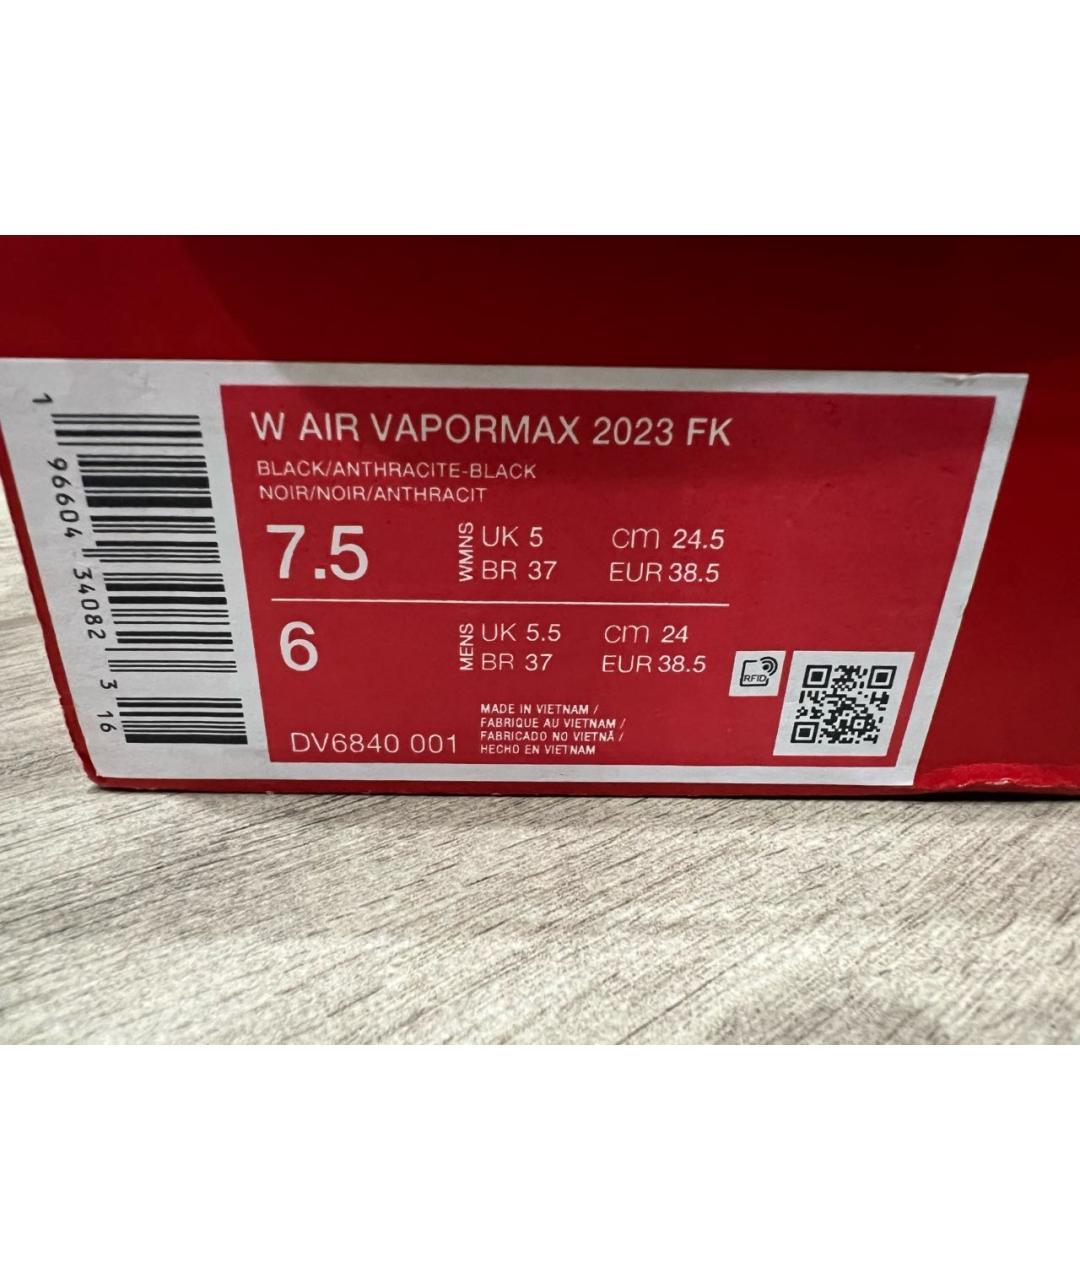 W AIR VAPORMAX 2023 FK
BLACK/ANTHRACITE-BLACK
NOIR/NOIR/ANTHRACIT
7.5 WMNS UK 5 cm 24.5
BR 37 EUR 38.5
6 MENS UK 5.5 cm 24
BR 37 EUR 38.5
RFID
DV6840 001
MADE IN VIETNAM /
FABRIQUE AU VIETNAM /
FABRICADO NO VIETNÃ /
HECHO EN VIETNAM
1 96604 34082 3 16